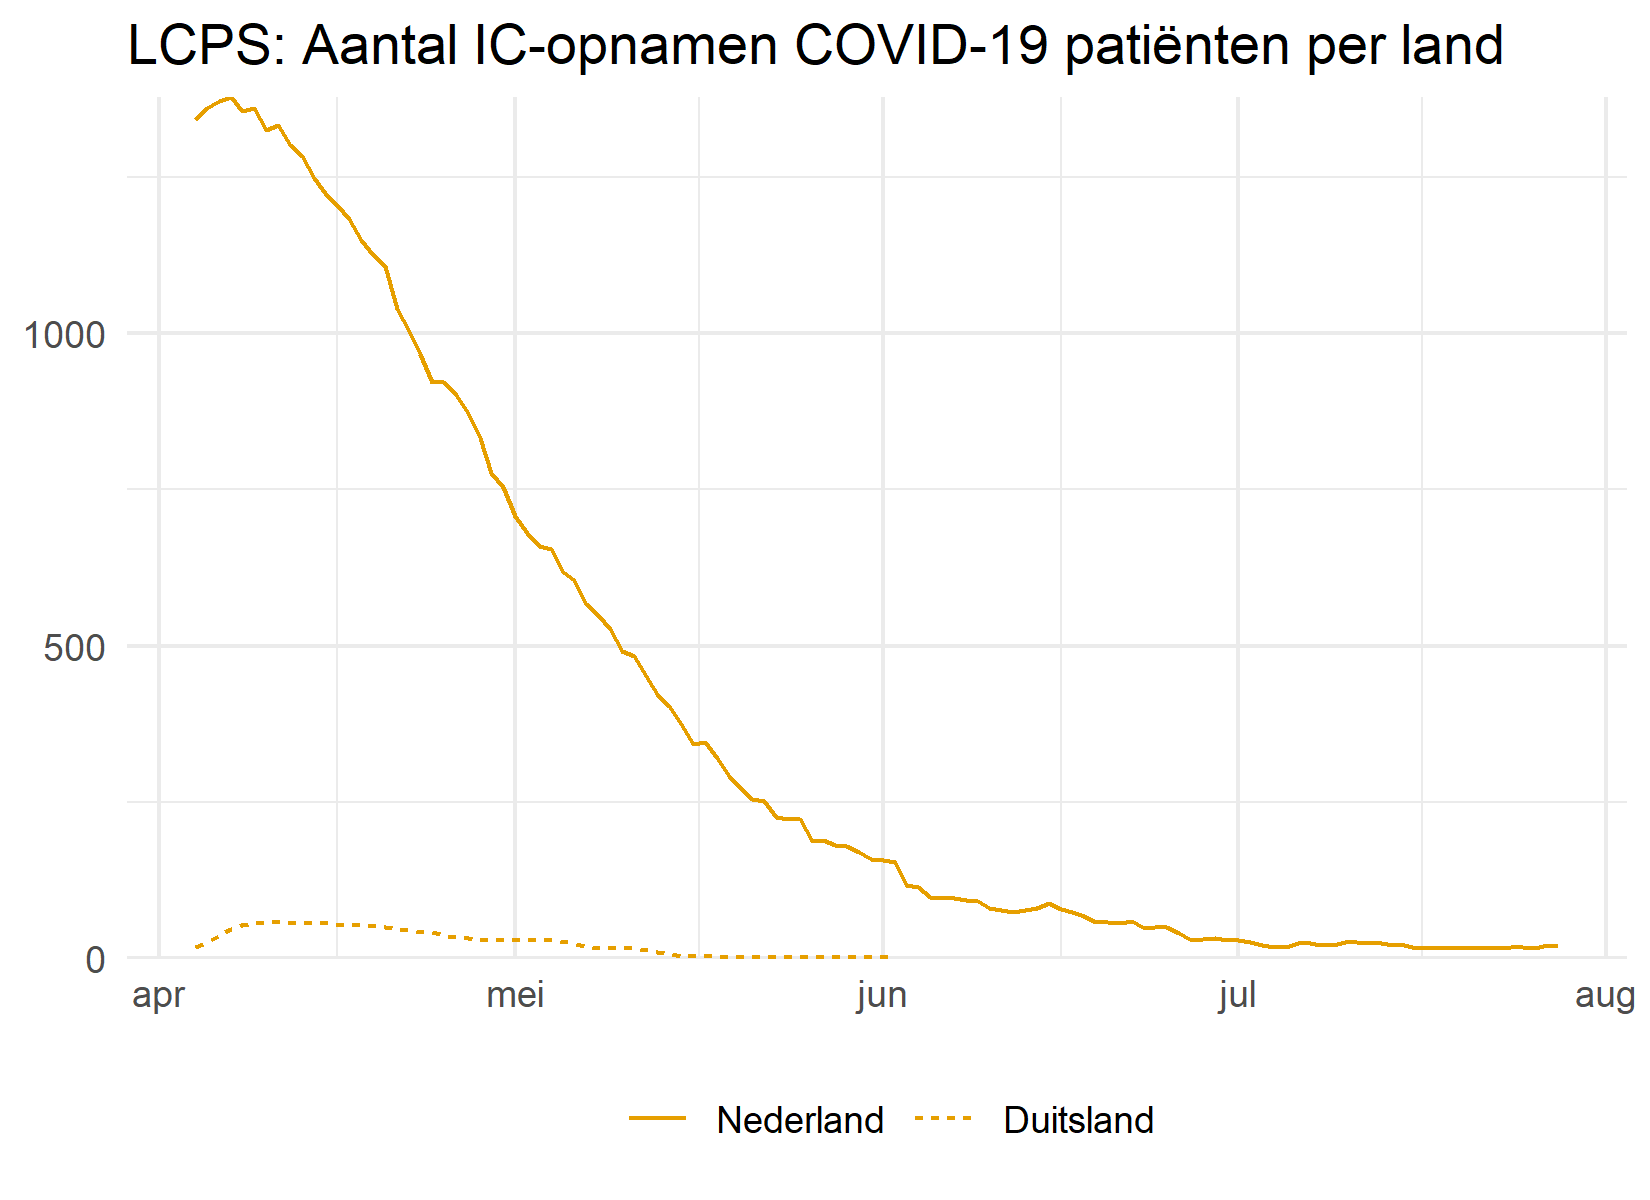 LCPS: Aantal IC-opnamen COVID-19 patiënten per land
1000
500
0
apr mei jun jul aug
Nederland Duitsland